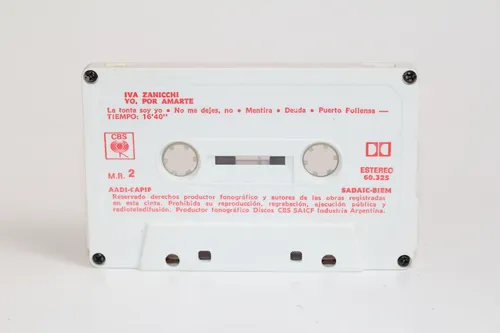 IVA ZANICCHI
YO, POR AMARTE
La tonta soy yo • No me dejes, no • Mentira • Deuda • Puerto Pollensa —
TIEMPO: 16'40"
CBS
M.R. 2
ESTEREO
60.325
AADI-CAPIF SADAIC-BIEM
Reservado derechos productor fonográfico y autores de las obras registradas
en esta cinta. Prohibida su reproducción, regrabación, ejecución pública y
radioteledifusión. Productor fonográfico Discos CBS SAICF Industria Argentina.